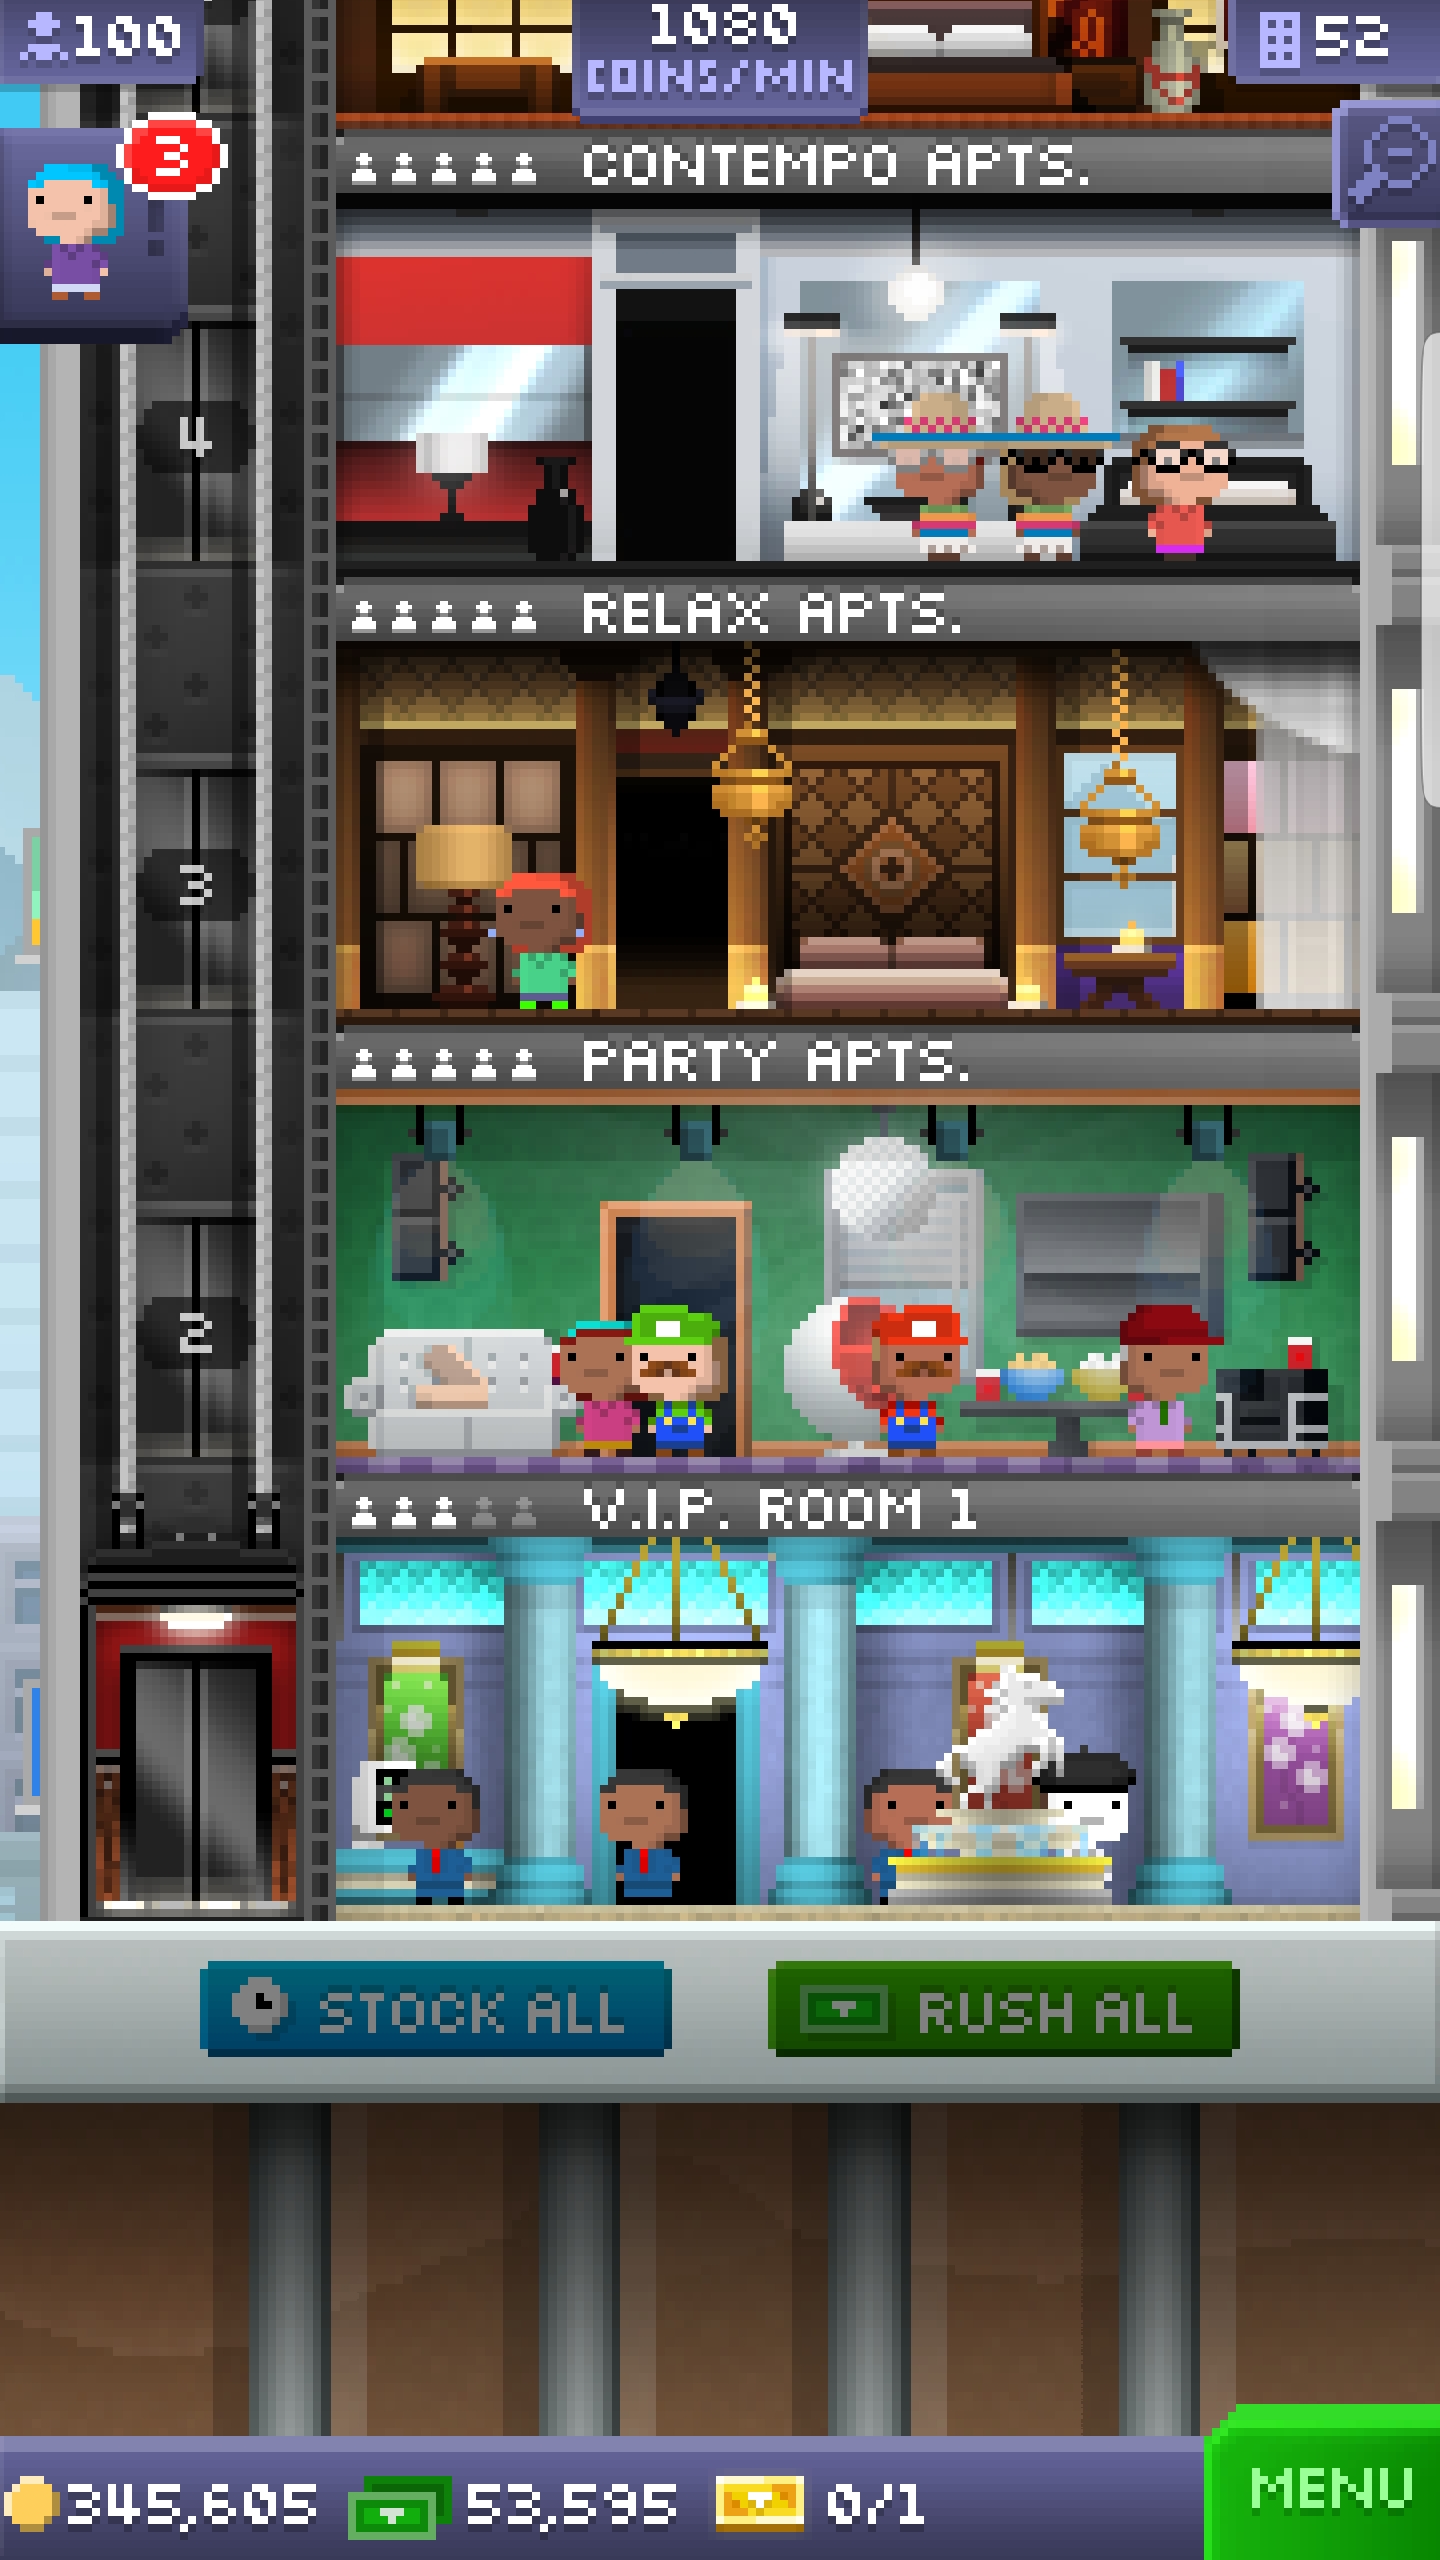 100
1080
COINS/MIN
52
3
!
CONTEMPO APTS.
4
RELAX APTS.
3
PARTY APTS.
2
V.I.P. ROOM 1
STOCK ALL
RUSH ALL
345,605
53,595
0/1
MENU